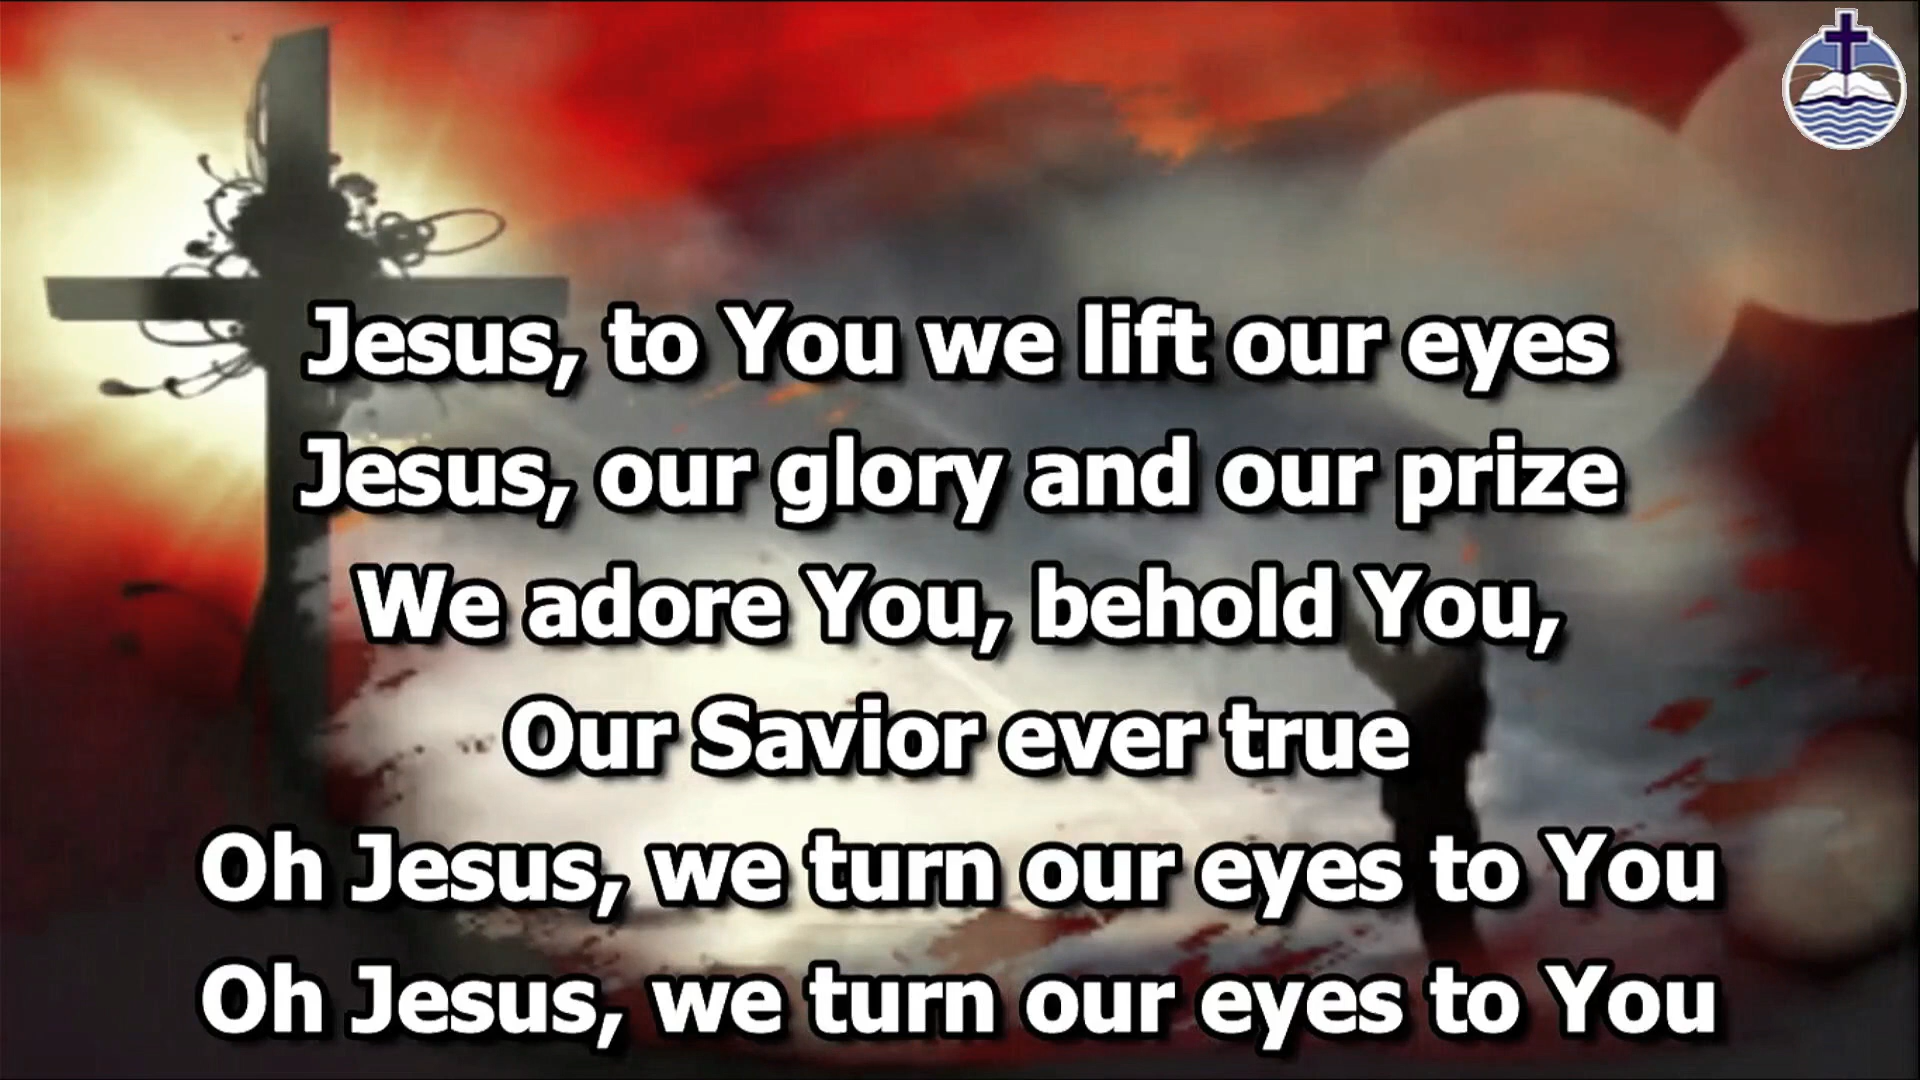 Jesus, to You we lift our eyes
Jesus, our glory and our prize
We adore You, behold You,
Our Savior ever true
Oh Jesus, we turn our eyes to You
Oh Jesus, we turn our eyes to You